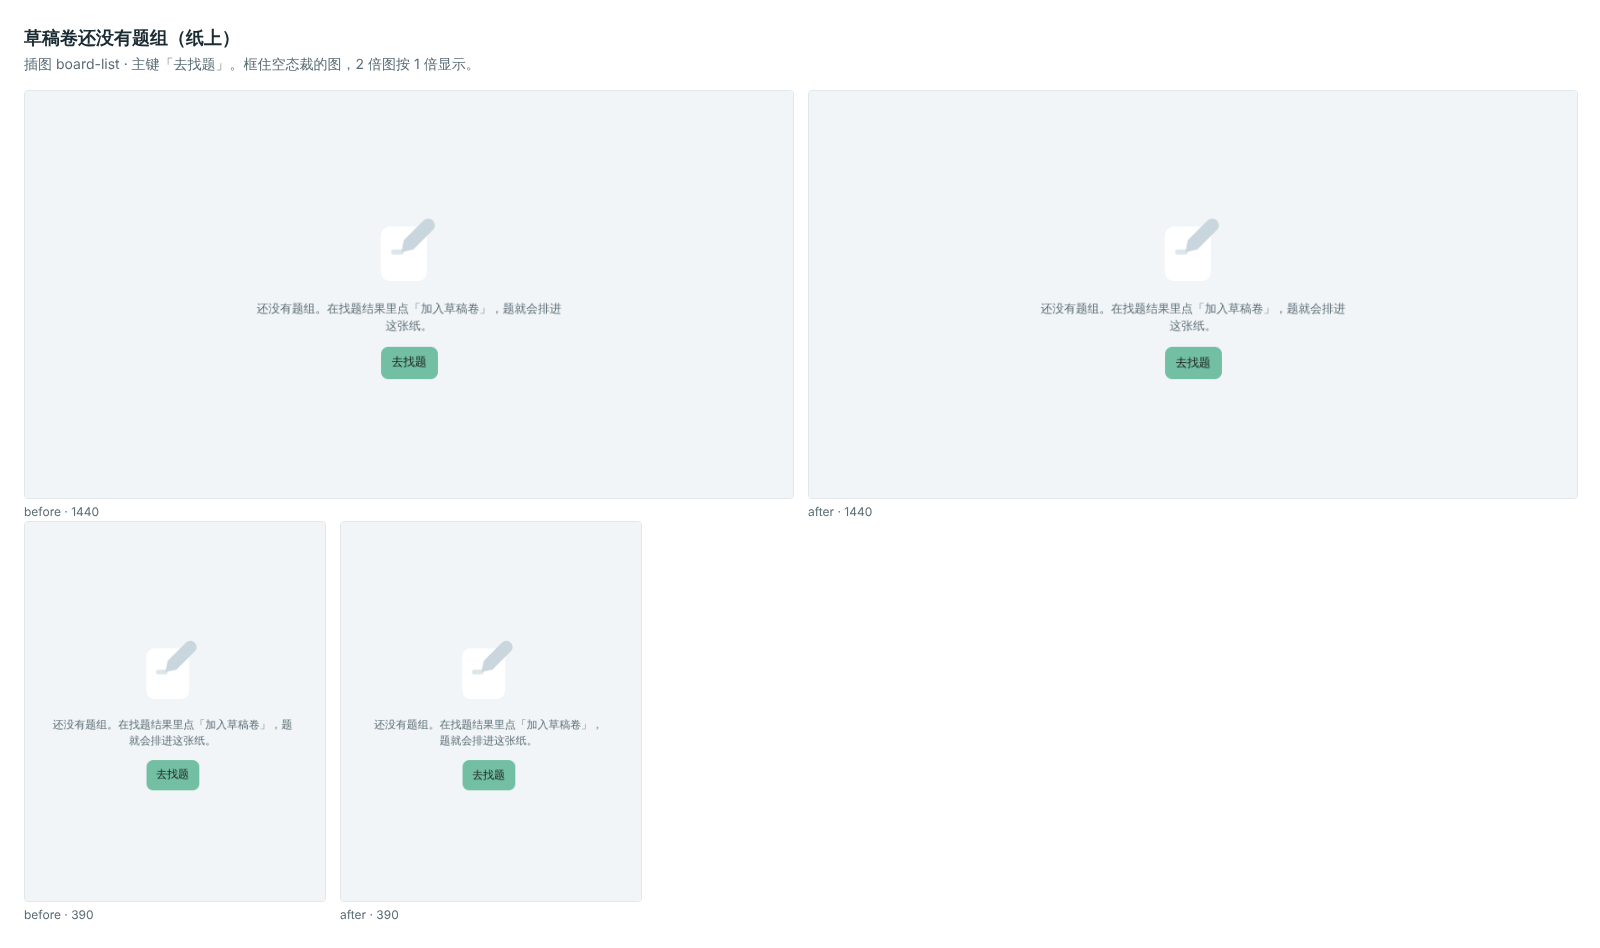 草稿卷还没有题组（纸上）
插图 board-list · 主键「去找题」。框住空态裁的图，2 倍图按 1 倍显示。
还没有题组。在找题结果里点「加入草稿卷」，题就会排进
这张纸。
去找题
before · 1440
还没有题组。在找题结果里点「加入草稿卷」，题就会排进
这张纸。
去找题
after · 1440
还没有题组。在找题结果里点「加入草稿卷」，题
就会排进这张纸。
去找题
before · 390
还没有题组。在找题结果里点「加入草稿卷」，
题就会排进这张纸。
去找题
after · 390